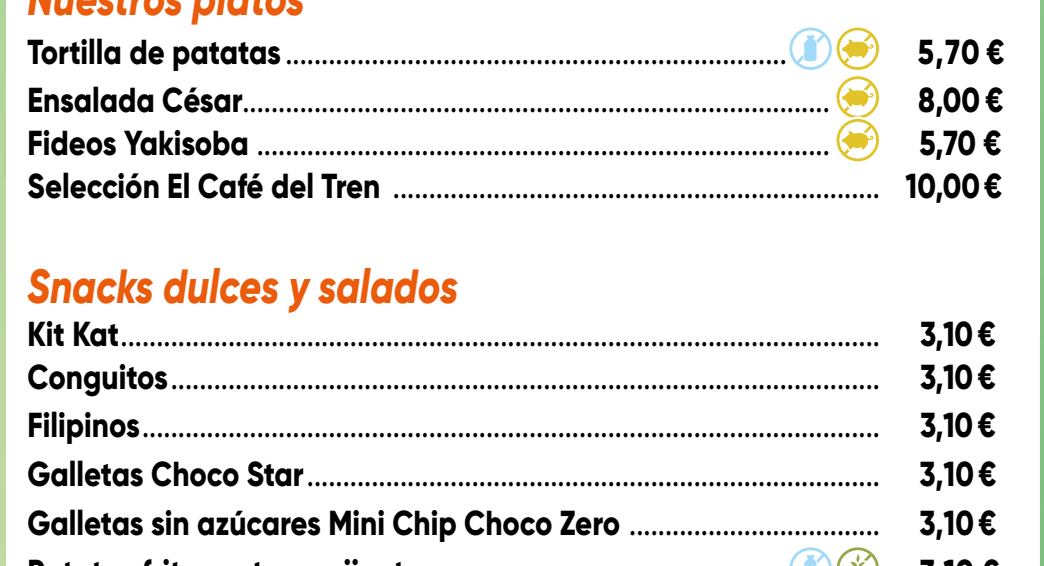 Nuestros platos
Tortilla de patatas 5,70 €
Ensalada César 8,00 €
Fideos Yakisoba 5,70 €
Selección El Café del Tren 10,00 €
Snacks dulces y salados
Kit Kat 3,10 €
Conguitos 3,10 €
Filipinos 3,10 €
Galletas Choco Star 3,10 €
Galletas sin azúcares Mini Chip Choco Zero 3,10 €